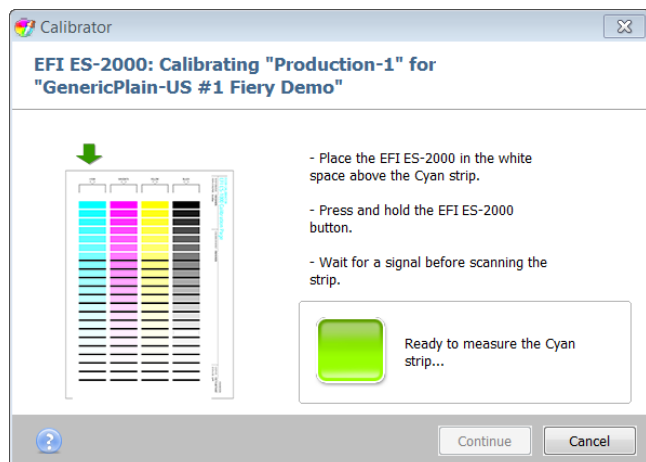 Calibrator
EFI ES-2000: Calibrating "Production-1" for
"GenericPlain-US #1 Fiery Demo"
- Place the EFI ES-2000 in the white
space above the Cyan strip.
- Press and hold the EFI ES-2000
button.
- Wait for a signal before scanning the
strip.
Ready to measure the Cyan
strip...
?
Continue
Cancel